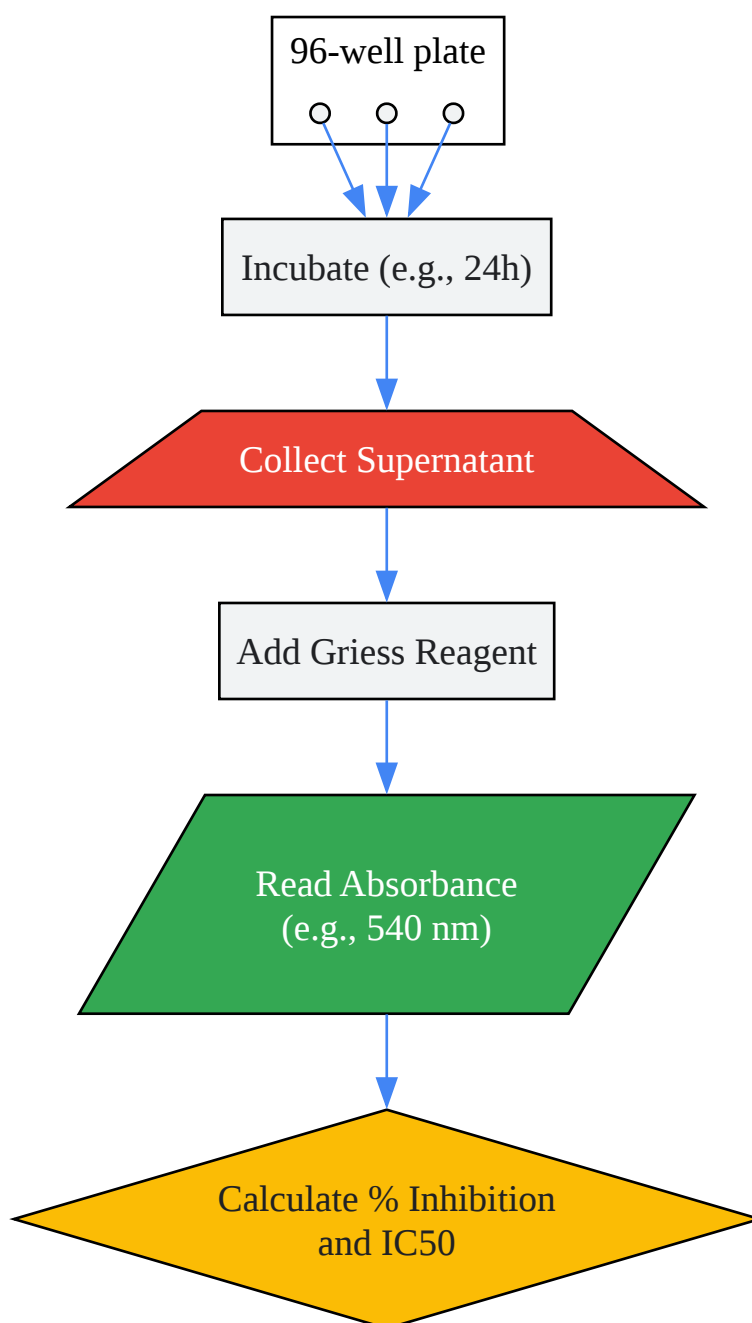 96-well plate
Incubate (e.g., 24h)
Collect Supernatant
Add Griess Reagent
Read Absorbance
(e.g., 540 nm)
Calculate % Inhibition
and IC50